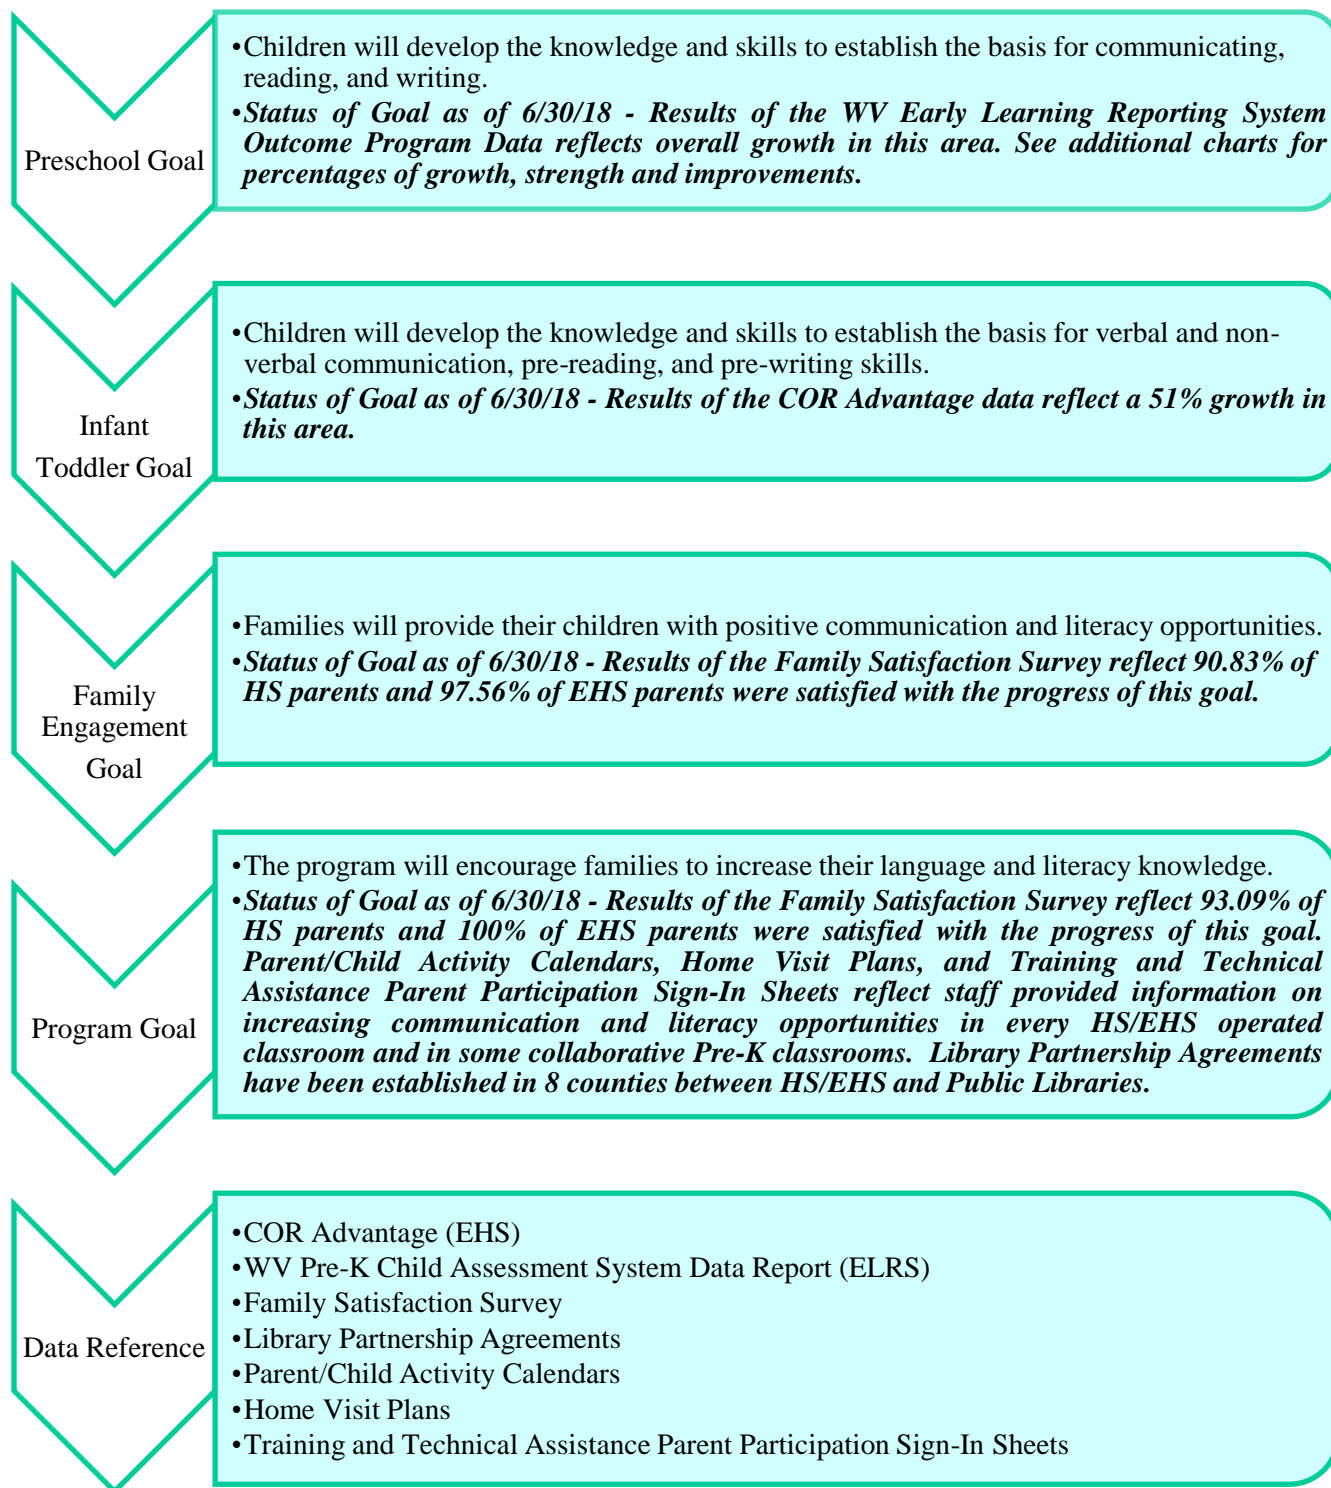 Preschool Goal
•Children will develop the knowledge and skills to establish the basis for communicating,
reading, and writing.
•Status of Goal as of 6/30/18 - Results of the WV Early Learning Reporting System
Outcome Program Data reflects overall growth in this area. See additional charts for
percentages of growth, strength and improvements.
Infant
Toddler Goal
•Children will develop the knowledge and skills to establish the basis for verbal and non-
verbal communication, pre-reading, and pre-writing skills.
•Status of Goal as of 6/30/18 - Results of the COR Advantage data reflect a 51% growth in
this area.
Family
Engagement
Goal
•Families will provide their children with positive communication and literacy opportunities.
•Status of Goal as of 6/30/18 - Results of the Family Satisfaction Survey reflect 90.83% of
HS parents and 97.56% of EHS parents were satisfied with the progress of this goal.
Program Goal
•The program will encourage families to increase their language and literacy knowledge.
•Status of Goal as of 6/30/18 - Results of the Family Satisfaction Survey reflect 93.09% of
HS parents and 100% of EHS parents were satisfied with the progress of this goal.
Parent/Child Activity Calendars, Home Visit Plans, and Training and Technical
Assistance Parent Participation Sign-In Sheets reflect staff provided information on
increasing communication and literacy opportunities in every HS/EHS operated
classroom and in some collaborative Pre-K classrooms. Library Partnership Agreements
have been established in 8 counties between HS/EHS and Public Libraries.
Data Reference
•COR Advantage (EHS)
•WV Pre-K Child Assessment System Data Report (ELRS)
•Family Satisfaction Survey
•Library Partnership Agreements
•Parent/Child Activity Calendars
•Home Visit Plans
•Training and Technical Assistance Parent Participation Sign-In Sheets